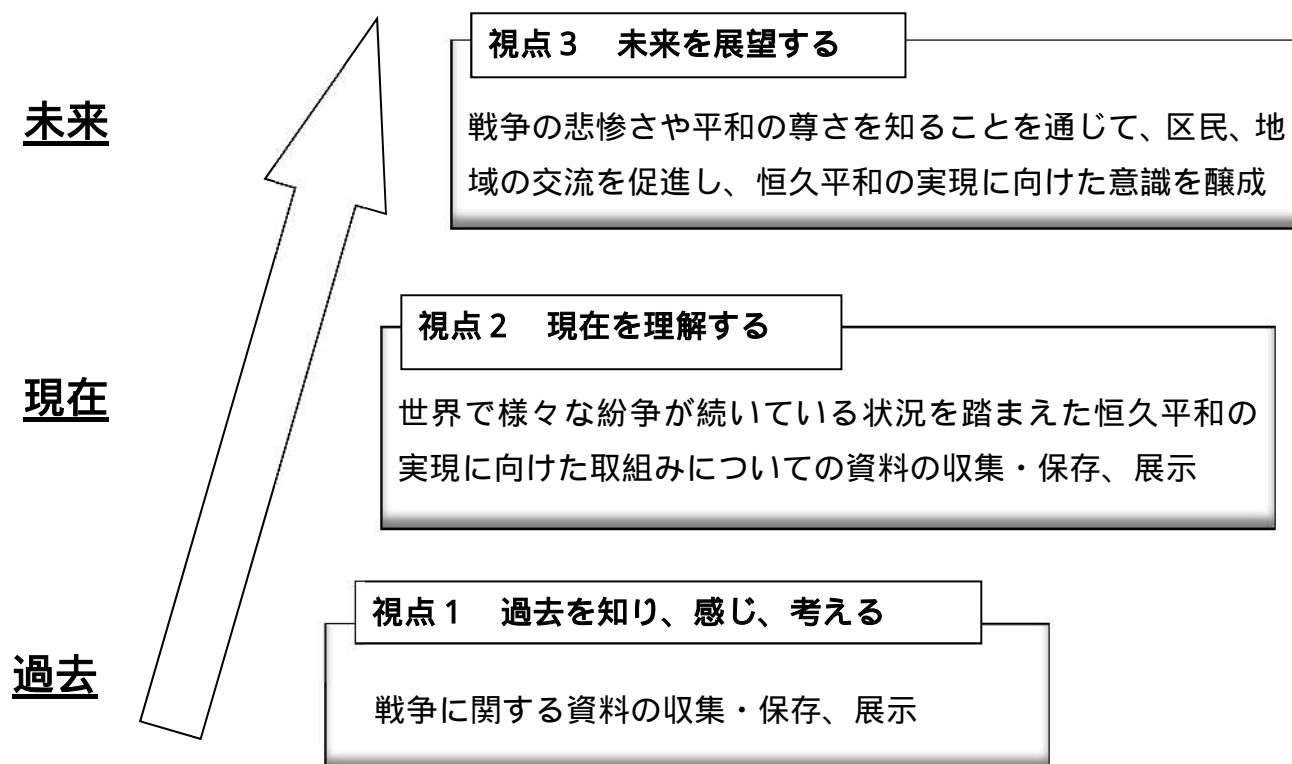 視点３　未来を展望する
未来
戦争の悲惨さや平和の尊さを知ることを通じて、区民、地
域の交流を促進し、恒久平和の実現に向けた意識を醸成
視点２　現在を理解する
現在
世界で様々な紛争が続いている状況を踏まえた恒久平和の
実現に向けた取組みについての資料の収集・保存、展示
視点１　過去を知り、感じ、考える
過去
戦争に関する資料の収集・保存、展示